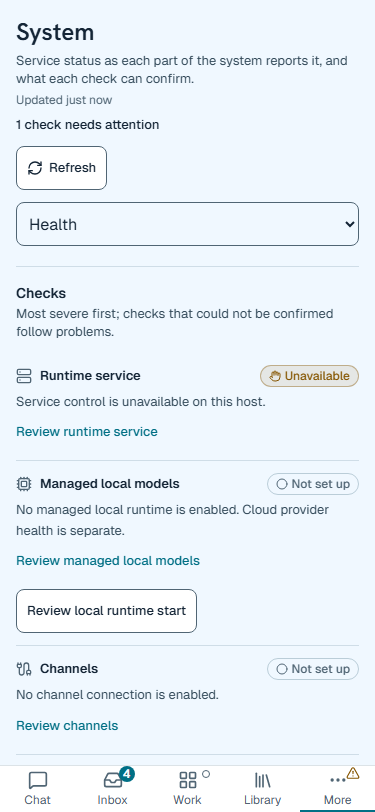 System
Service status as each part of the system reports it, and
what each check can confirm.
Updated just now
1 check needs attention
Refresh
Health
Checks
Most severe first; checks that could not be confirmed
follow problems.
Runtime service
Unavailable
Service control is unavailable on this host.
Review runtime service
Managed local models
Not set up
No managed local runtime is enabled. Cloud provider
health is separate.
Review managed local models
Review local runtime start
Channels
Not set up
No channel connection is enabled.
Review channels
4
Chat
Inbox
Work
Library
More